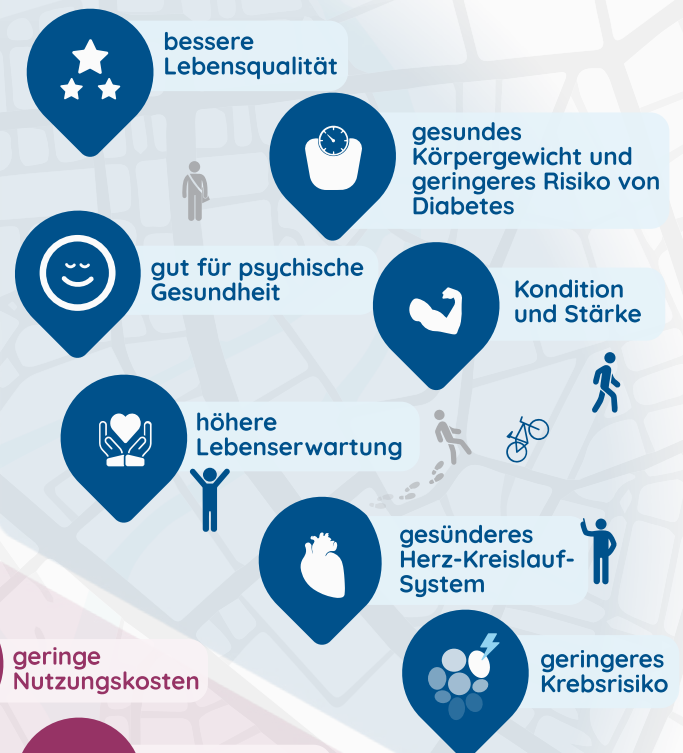 bessere
Lebensqualität
gesundes
Körpergewicht und
geringeres Risiko von
Diabetes
gut für psychische
Gesundheit
Kondition
und Stärke
höhere
Lebenserwartung
gesünderes
Herz-Kreislauf-
System
geringeres
Krebsrisiko
geringe
Nutzungskosten